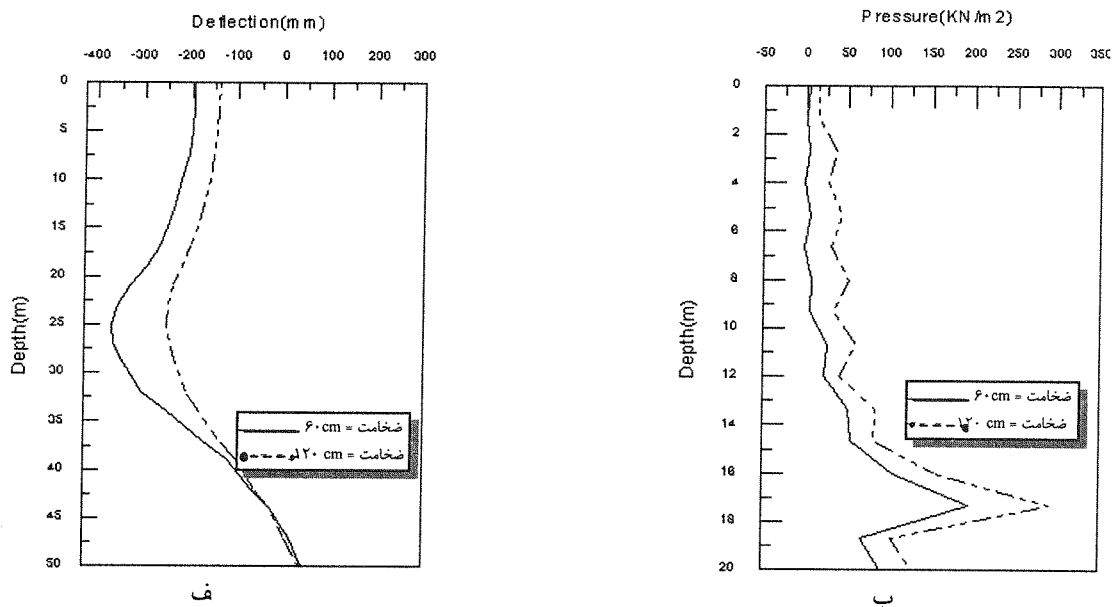 Deflection(mm)
-400 -300 -200 -100 0 100 200 300
0
5
10
15
20
25
30
35
40
45
50
Depth(m)
ضخامت = ۶۰cm
ضخامت = ۱۲۰ cm
ف
Pressure(KN/m2)
-50 0 50 100 150 200 250 300 350
0
2
4
6
8
10
12
14
16
18
20
Depth(m)
ضخامت = ۶۰cm
ضخامت = ۱۲۰ cm
ب